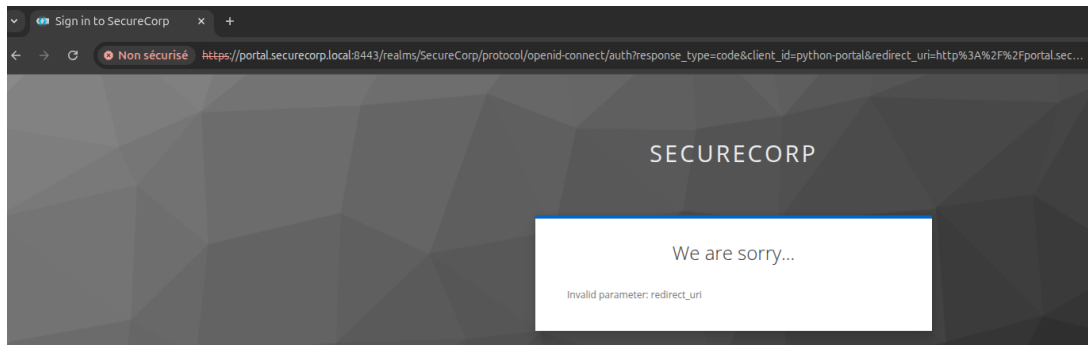 Sign in to SecureCorp
Non sécurisé https://portal.securecorp.local:8443/realms/SecureCorp/protocol/openid-connect/auth?response_type=code&client_id=python-portal&redirect_uri=http%3A%2F%2Fportal.sec...
SECURECORP
We are sorry...
Invalid parameter: redirect_uri